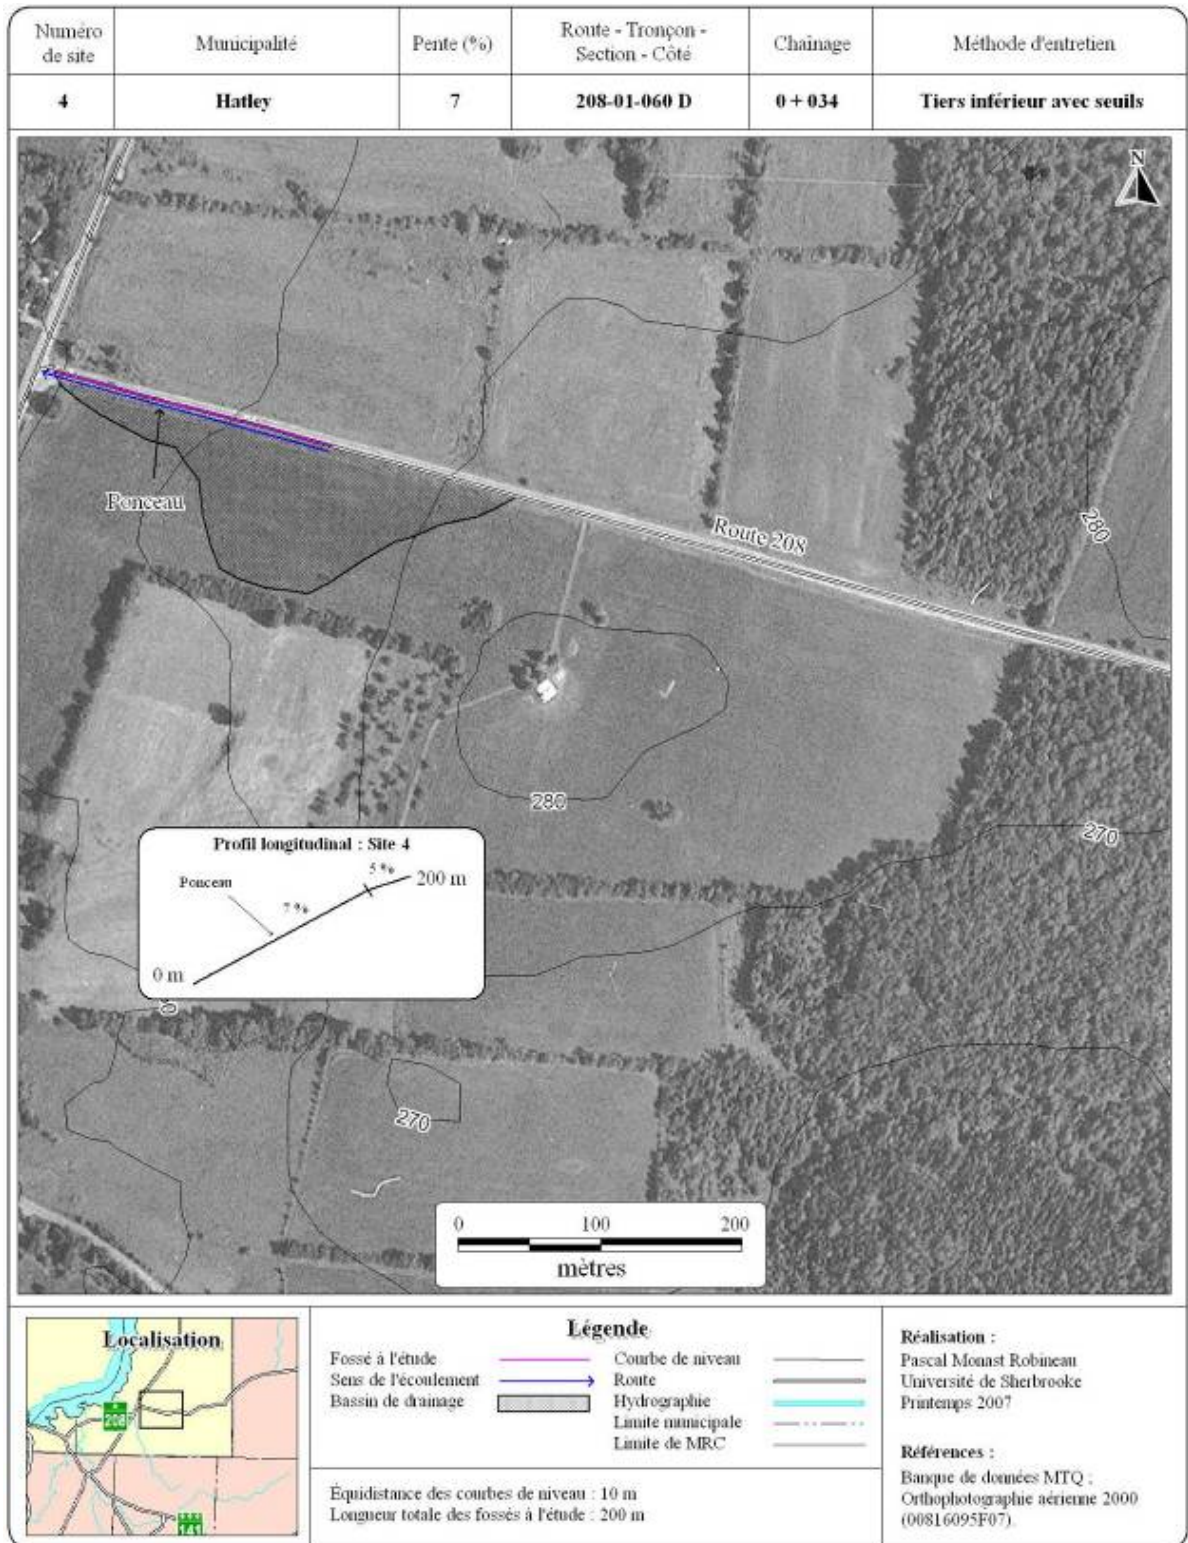 Numéro de site
Municipalité
Pente (%)
Route - Tronçon - Section - Côté
Chaînage
Méthode d'entretien
4
Hatley
7
208-01-060 D
0 + 034
Tiers inférieur avec seuils
N
Ponceau
Route 208
280
280
270
Profil longitudinal : Site 4
Ponceau
5 %
200 m
7 %
0 m
270
0 100 200
mètres
Localisation
208
141
Légende
Fossé à l'étude
Sens de l'écoulement
Bassin de drainage
Courbe de niveau
Route
Hydrographie
Limite municipale
Limite de MRC
Équidistance des courbes de niveau : 10 m
Longueur totale des fossés à l'étude : 200 m
Réalisation :
Pascal Monast Robineau
Université de Sherbrooke
Printemps 2007
Références :
Banque de données MTQ ;
Orthophotographie aérienne 2000
(00816095F07).